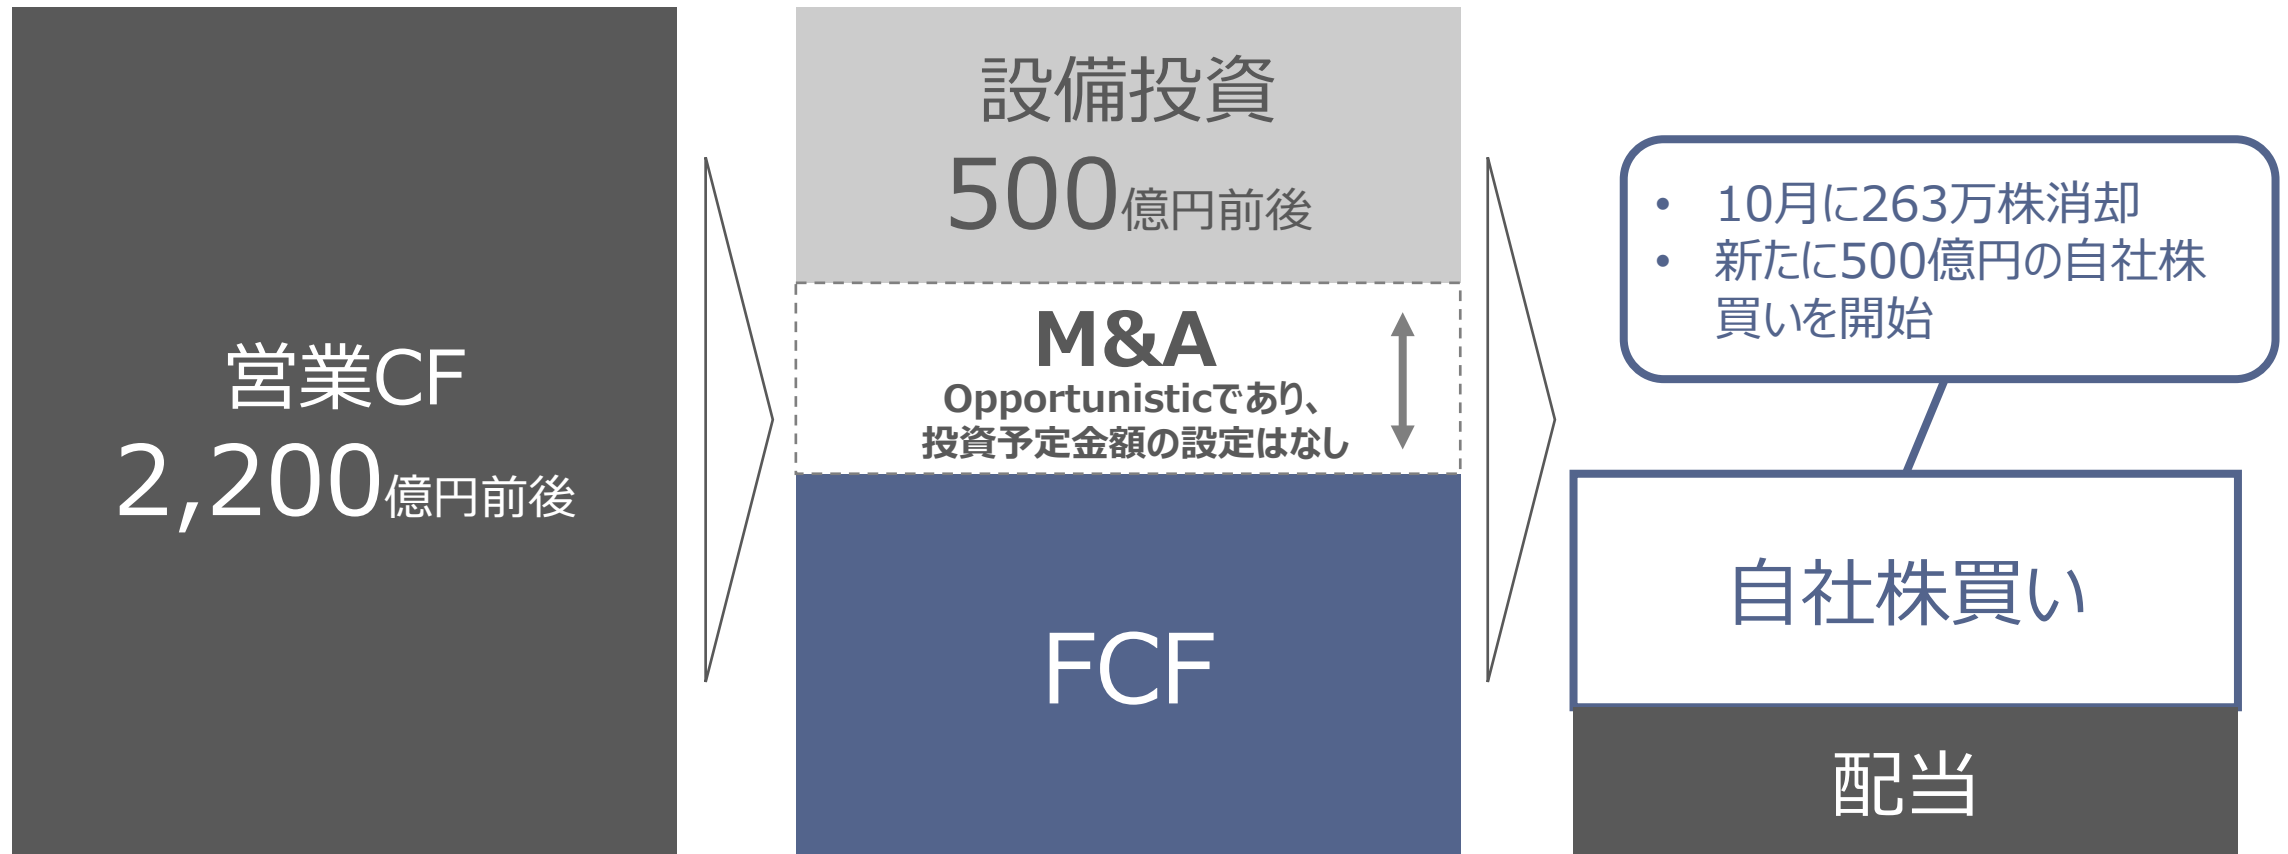 営業CF
2,200億円前後
設備投資
500億円前後
M&A
Opportunisticであり、
投資予定金額の設定はなし
FCF
• 10月に263万株消却
• 新たに500億円の自社株
買いを開始
自社株買い
配当